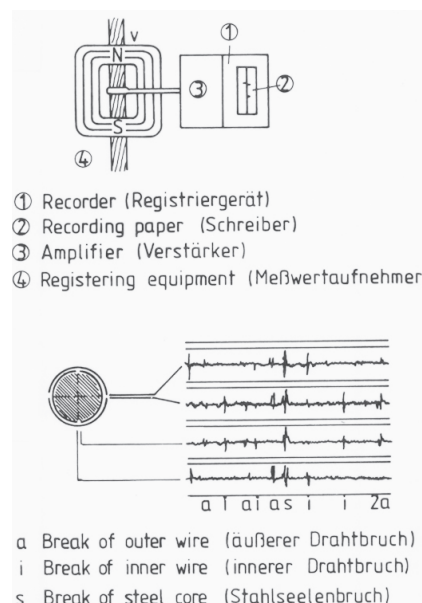 ①
v
N
③
②
S
④
① Recorder (Registriergerät)
② Recording paper (Schreiber)
③ Amplifier (Verstärker)
④ Registering equipment (Meßwertaufnehmer
a i a i a s i i 2a
a Break of outer wire (äußerer Drahtbruch)
i Break of inner wire (innerer Drahtbruch)
s Break of steel core (Stahlseelenbruch)